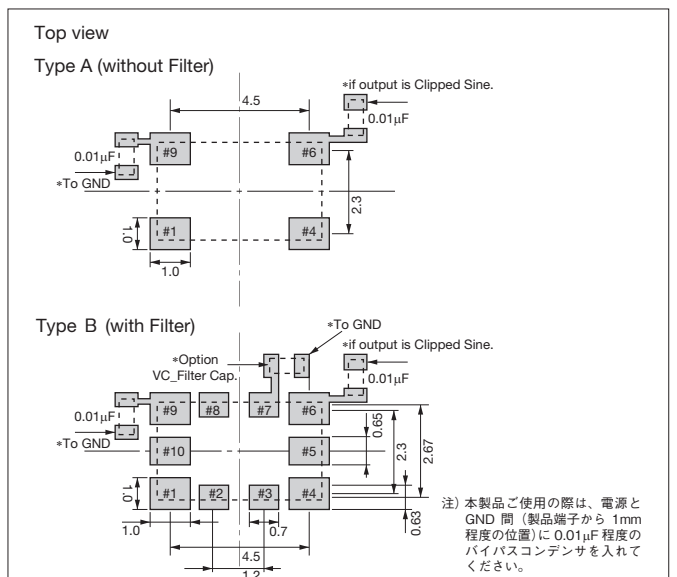 Top view
Type A (without Filter)
*if output is Clipped Sine.
4.5
0.01μF
#9
#6
0.01μF
*To GND
2.3
1.0
#1
#4
1.0
Type B (with Filter)
*To GND
*if output is Clipped Sine.
*Option
VC_Filter Cap.
0.01μF
#9
#8
#7
#6
0.01μF
*To GND
0.65
#10
#5
2.3
2.67
1.0
#1
#2
#3
#4
0.63
1.0
0.7
4.5
1.2
注) 本製品ご使用の際は、電源と
GND 間（製品端子から 1mm
程度の位置）に 0.01μF 程度の
バイパスコンデンサを入れて
ください。